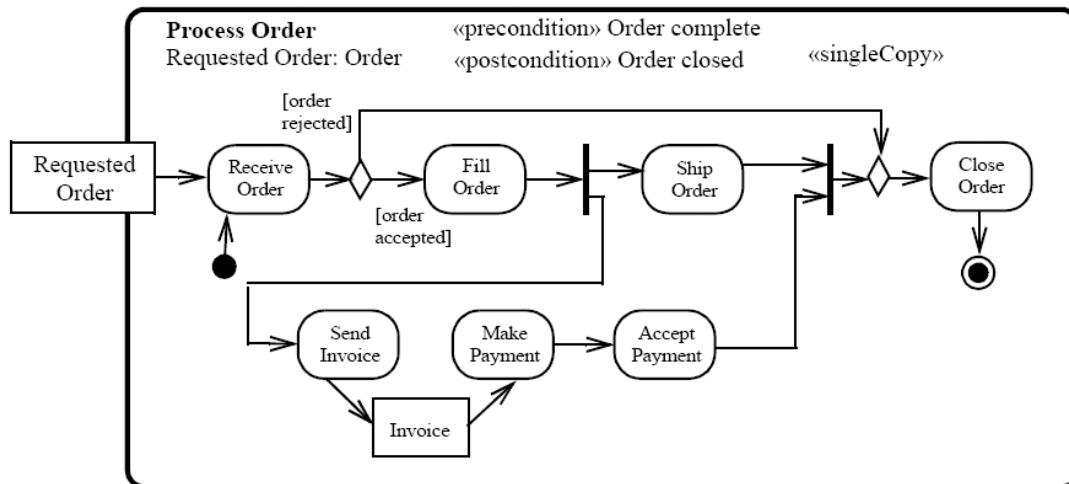 Process Order
«precondition» Order complete
Requested Order: Order
«postcondition» Order closed
«singleCopy»
[order
rejected]
Requested
Order
Receive
Order
Fill
Order
Ship
Order
Close
Order
[order
accepted]
Send
Invoice
Make
Payment
Accept
Payment
Invoice